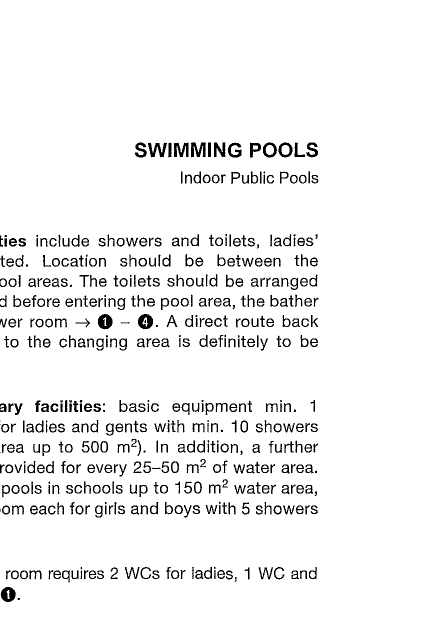 SWIMMING POOLS
Indoor Public Pools
ties include showers and toilets, ladies’
ted. Location should be between the
ool areas. The toilets should be arranged
d before entering the pool area, the bather
wer room → ❶ – ❹. A direct route back
to the changing area is definitely to be
ary facilities: basic equipment min. 1
or ladies and gents with min. 10 showers
rea up to 500 m²). In addition, a further
rovided for every 25–50 m² of water area.
pools in schools up to 150 m² water area,
om each for girls and boys with 5 showers
room requires 2 WCs for ladies, 1 WC and
❶.